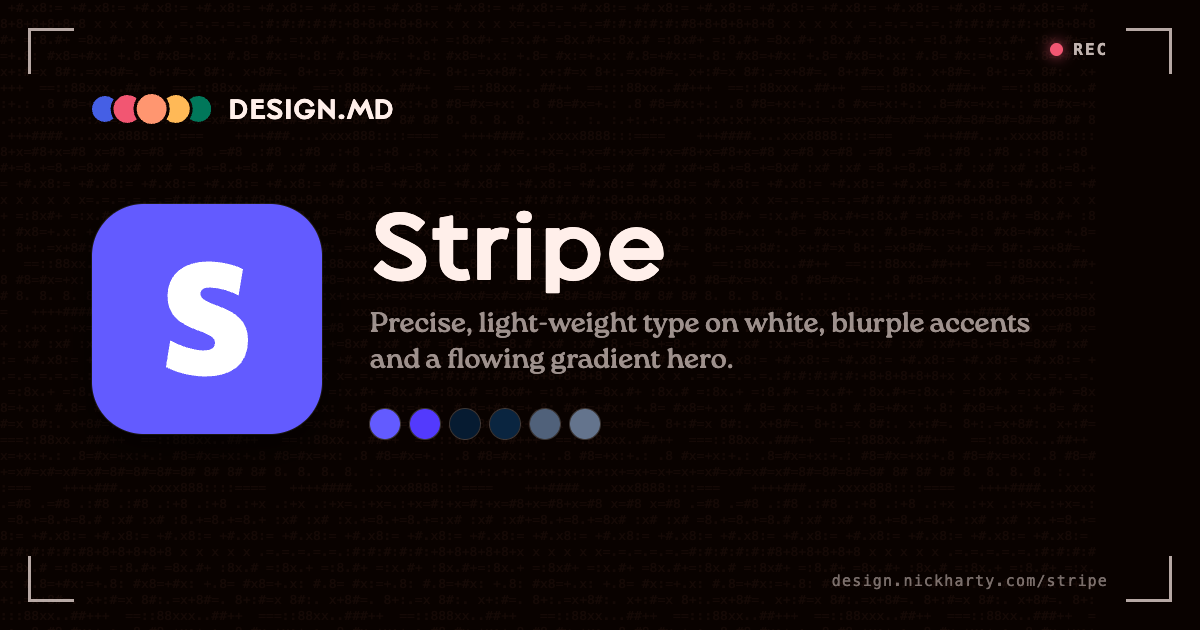 REC
DESIGN.MD
S
Stripe
Precise, light-weight type on white, blurple accents
and a flowing gradient hero.
design.nickharty.com/stripe